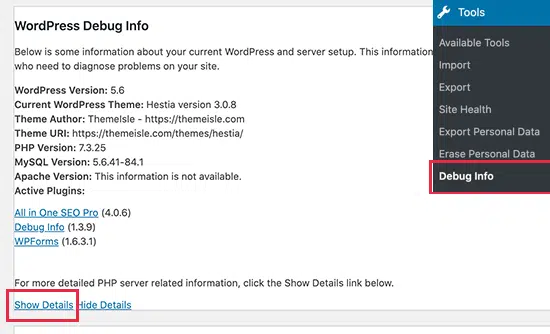 WordPress Debug Info
Below is some information about your current WordPress and server setup. This information
who need to diagnose problems on your site.
WordPress Version: 5.6
Current WordPress Theme: Hestia version 3.0.8
Theme Author: ThemeIsle - https://themeisle.com
Theme URI: https://themeisle.com/themes/hestia/
PHP Version: 7.3.25
MySQL Version: 5.6.41-84.1
Apache Version: This information is not available.
Active Plugins:
All in One SEO Pro (4.0.6)
Debug Info (1.3.9)
WPForms (1.6.3.1)
For more detailed PHP server related information, click the Show Details link below.
Show Details Hide Details
Tools
Available Tools
Import
Export
Site Health
Export Personal Data
Erase Personal Data
Debug Info